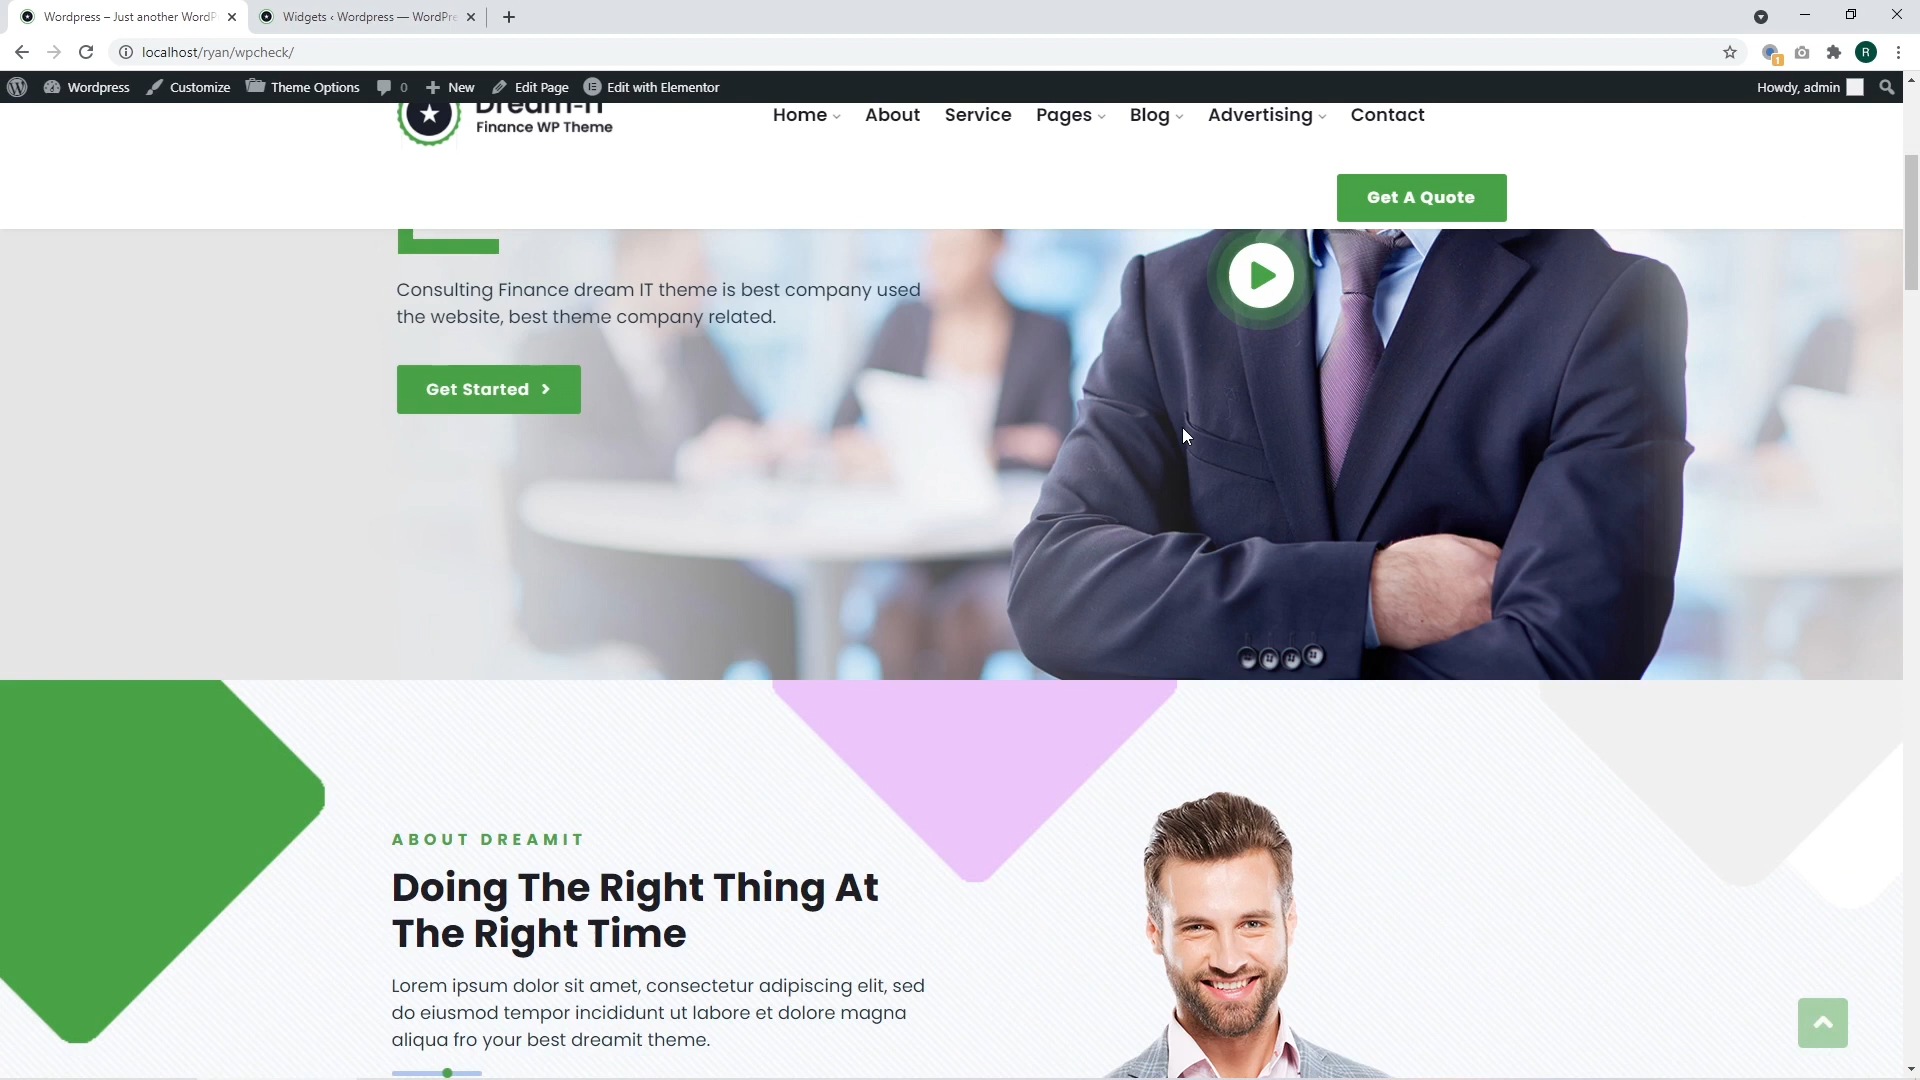 Wordpress – Just another WordP
Widgets ‹ Wordpress — WordPre
localhost/ryan/wpcheck/
1
R
Wordpress
Customize
Theme Options
0
New
Edit Page
Edit with Elementor
Howdy, admin
Dream-IT
Finance WP Theme
Home
About
Service
Pages
Blog
Advertising
Contact
Get A Quote
Consulting Finance dream IT theme is best company used
the website, best theme company related.
Get Started
ABOUT DREAMIT
Doing The Right Thing At
The Right Time
Lorem ipsum dolor sit amet, consectetur adipiscing elit, sed
do eiusmod tempor incididunt ut labore et dolore magna
aliqua fro your best dreamit theme.